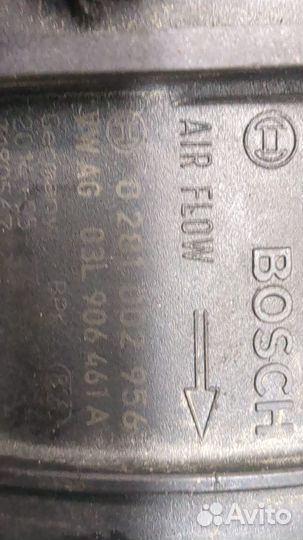 BOSCH
AIR FLOW
0 281 002 956
VW AG 03L 906 461 A
Germany
Avito